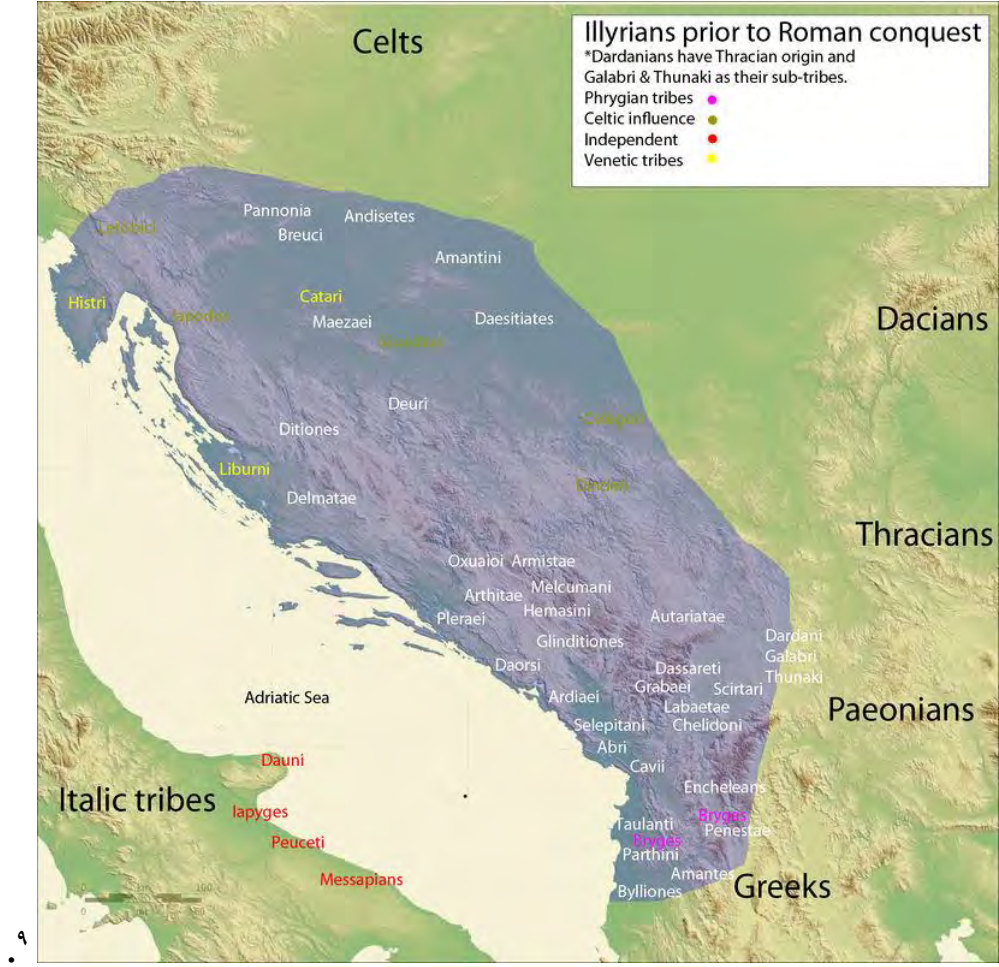 Celts
Illyrians prior to Roman conquest
*Dardanians have Thracian origin and
Galabri & Thunaki as their sub-tribes.
Phrygian tribes
Celtic influence
Independent
Venetic tribes
Pannonia
Andisetes
Breuci
Amantini
Histri
Catari
Maezaei
Daesitiates
Dacians
Deuri
Ditiones
Liburni
Delmatae
Thracians
Oxuaioi
Armistae
Melcumani
Arthitae
Hemasini
Pleraei
Autariatae
Glinditiones
Dardani
Galabri
Thunaki
Daorsi
Dassareti
Grabaei
Scirtari
Ardiaei
Labaetae
Adriatic Sea
Paeonians
Selepitani
Chelidoni
Abri
Cavii
Dauni
Encheleans
Italic tribes
Iapyges
Bryges
Taulanti
Penestae
Peuceti
Bryges
Parthini
Messapians
Amantes
Bylliones
Greeks
0 km 100
٩